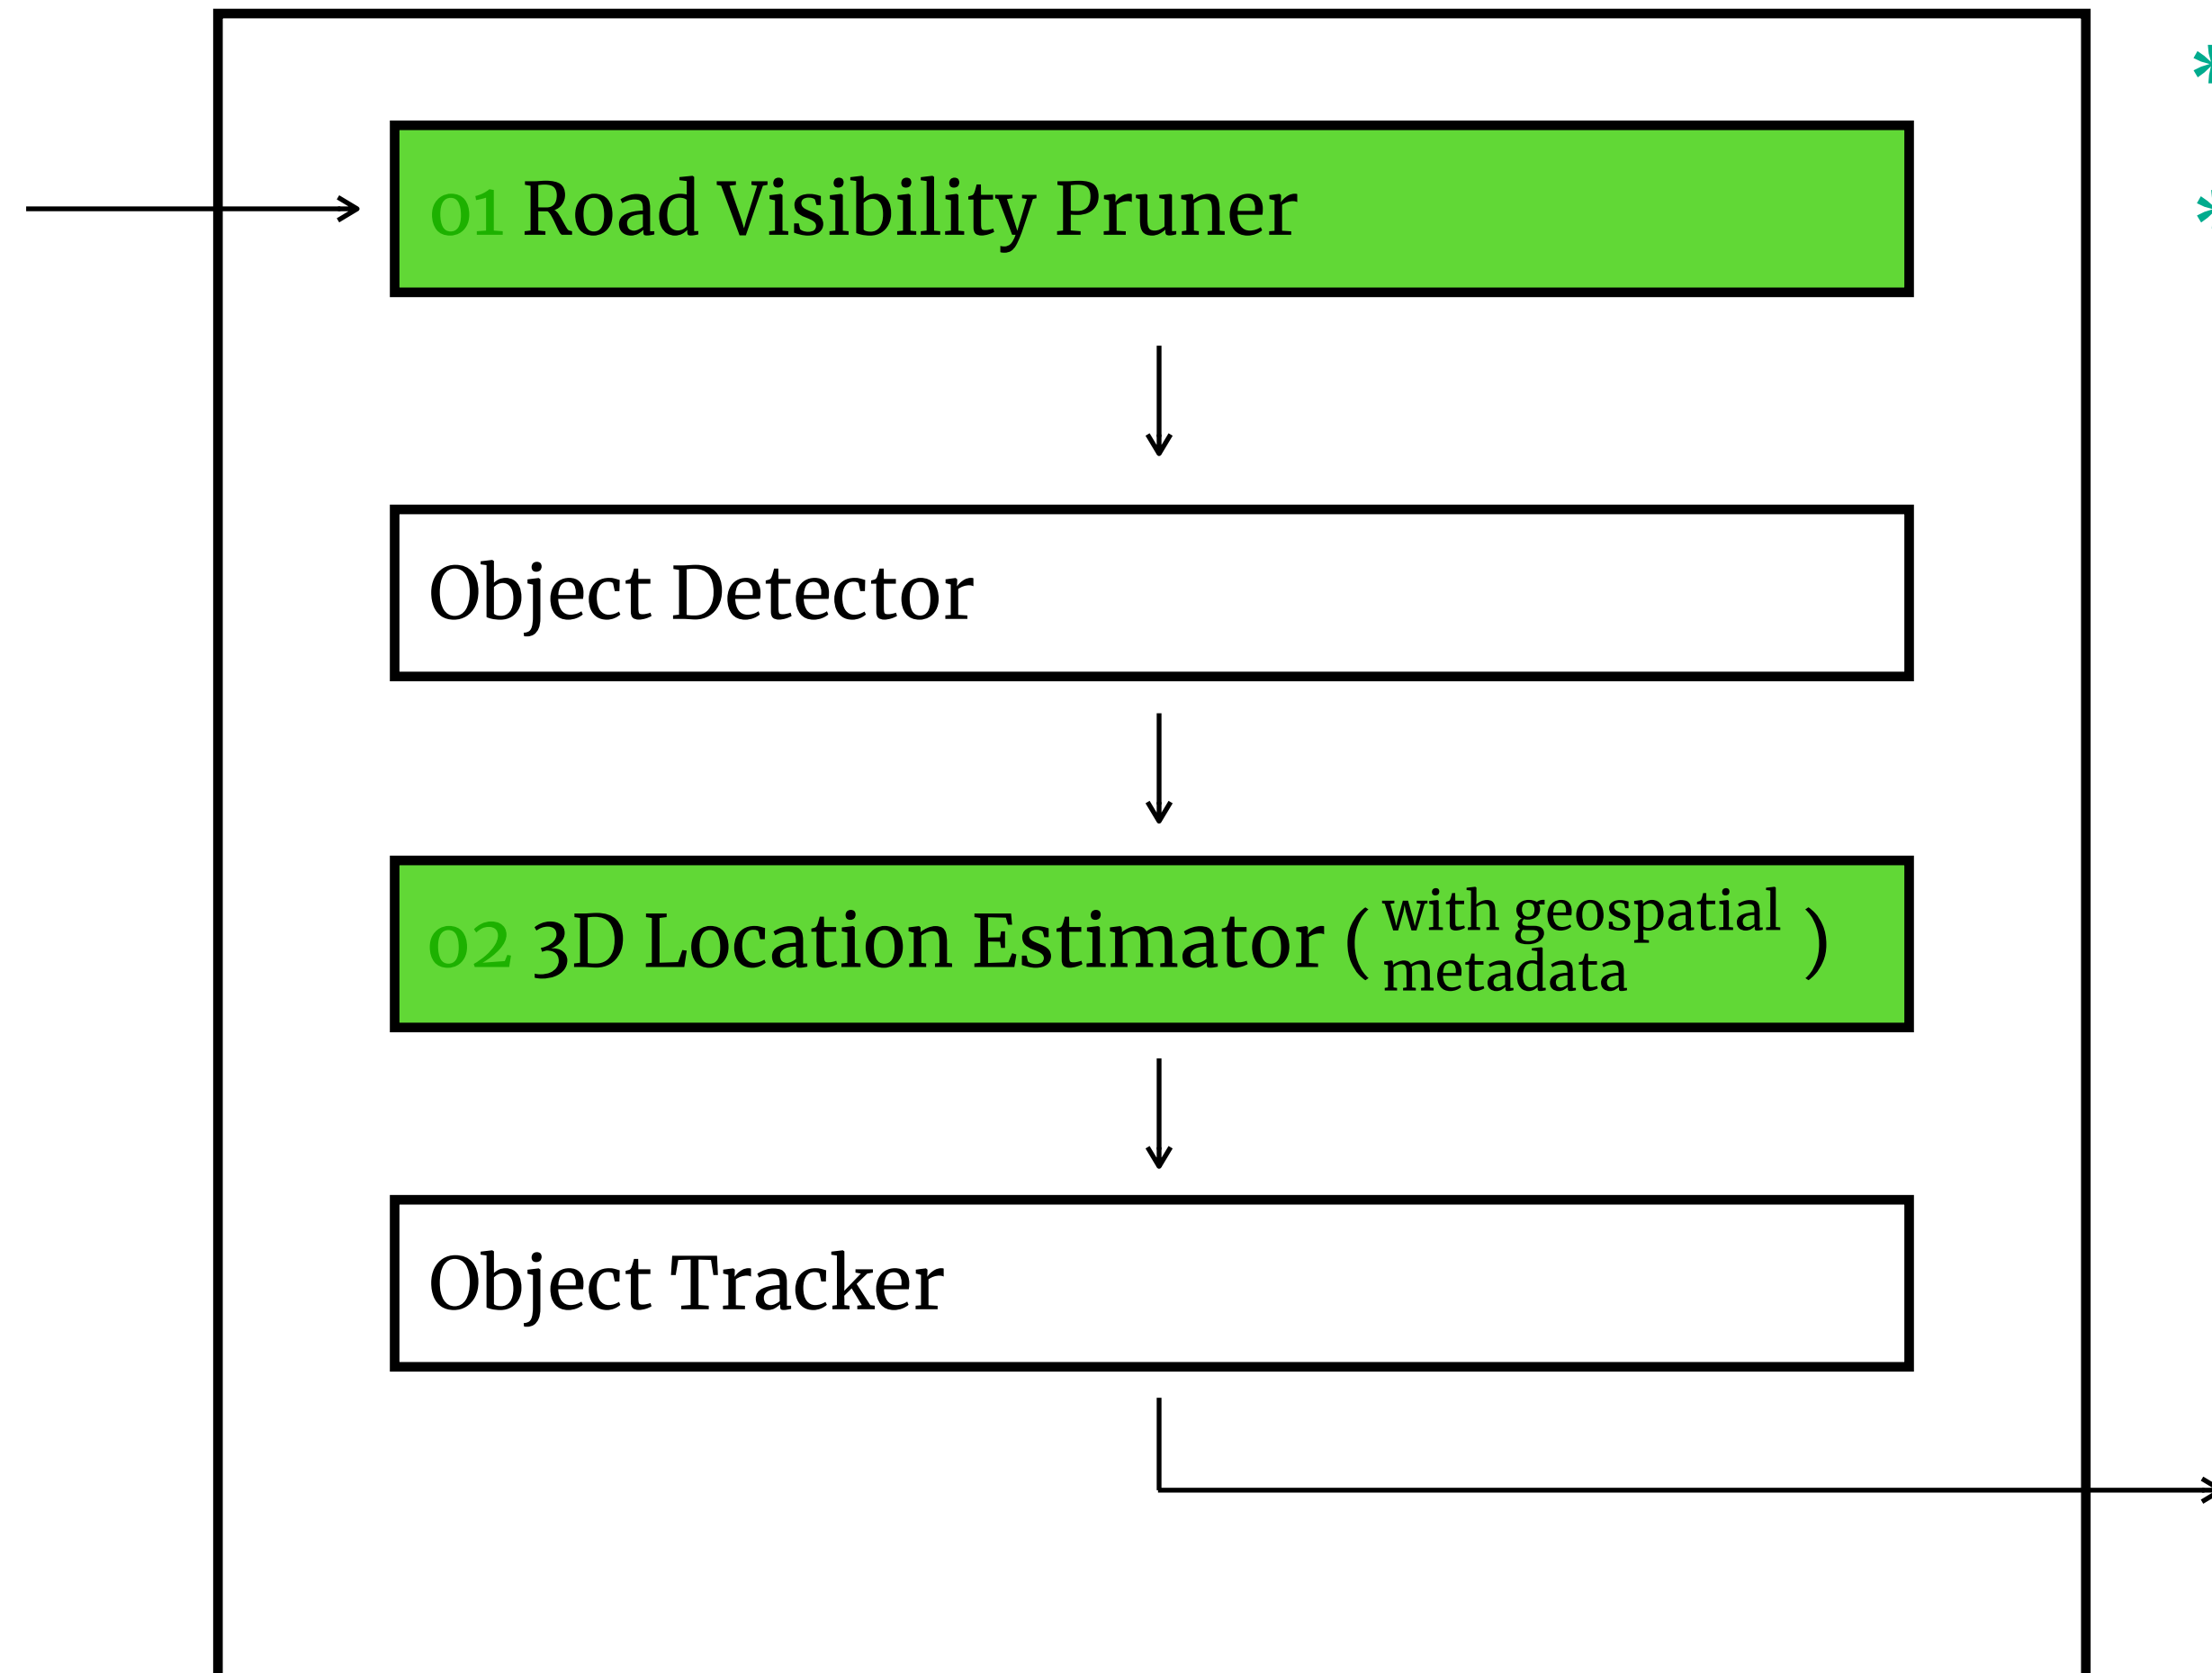 01 Road Visibility Pruner
Object Detector
02 3D Location Estimator (with geospatial
metadata)
Object Tracker